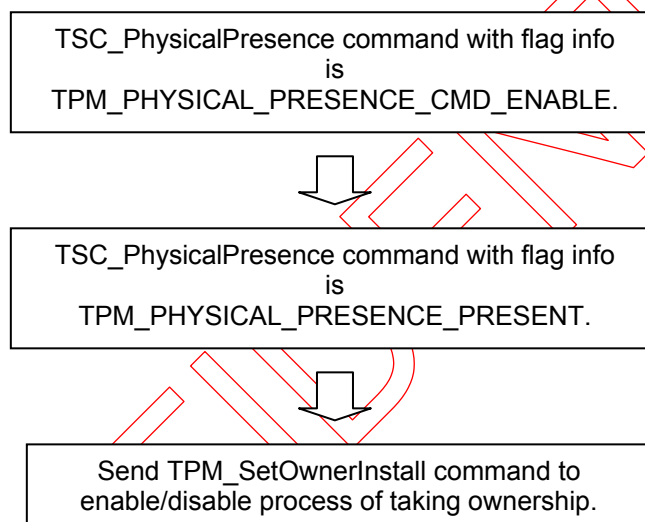 TSC_PhysicalPresence command with flag info
is
TPM_PHYSICAL_PRESENCE_CMD_ENABLE.
TSC_PhysicalPresence command with flag info
is
TPM_PHYSICAL_PRESENCE_PRESENT.
Send TPM_SetOwnerInstall command to
enable/disable process of taking ownership.